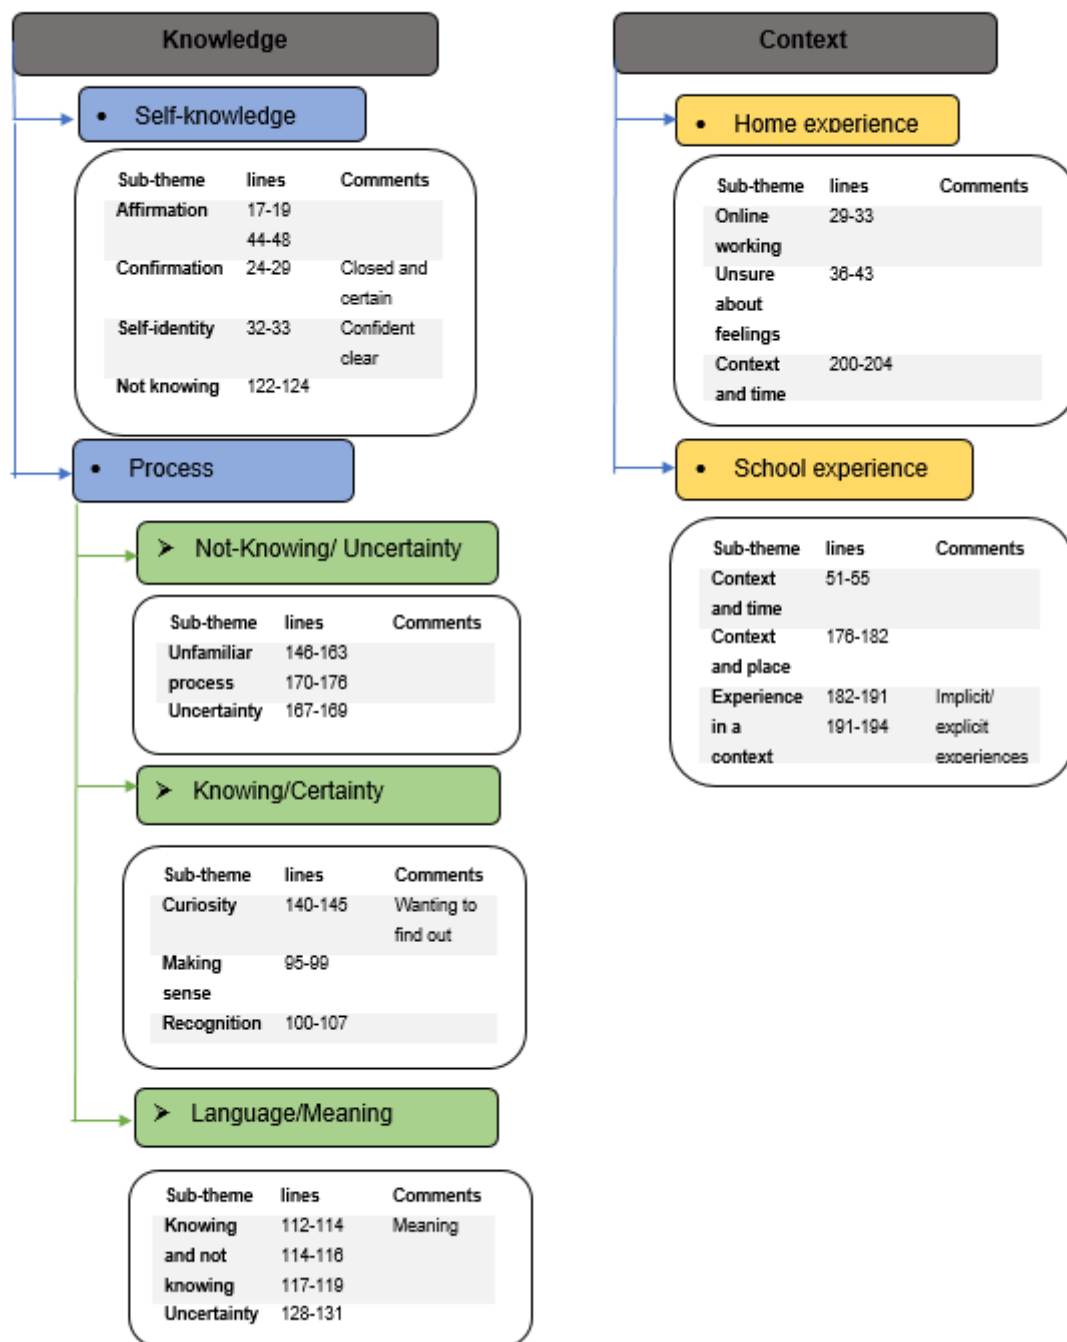 Knowledge
• Self-knowledge
Sub-theme lines Comments
Affirmation 17-19
44-48
Confirmation 24-29 Closed and
certain
Self-identity 32-33 Confident
clear
Not knowing 122-124
• Process
➢ Not-Knowing/ Uncertainty
Sub-theme lines Comments
Unfamiliar 146-163
process 170-176
Uncertainty 167-169
➢ Knowing/Certainty
Sub-theme lines Comments
Curiosity 140-145 Wanting to
find out
Making 95-99
sense
Recognition 100-107
➢ Language/Meaning
Sub-theme lines Comments
Knowing 112-114 Meaning
and not 114-116
knowing 117-119
Uncertainty 128-131
Context
• Home experience
Sub-theme lines Comments
Online 29-33
working
Unsure 36-43
about
feelings
Context 200-204
and time
• School experience
Sub-theme lines Comments
Context 51-55
and time
Context 176-182
and place
Experience 182-191 Implicit/
in a 191-194 explicit
context experiences